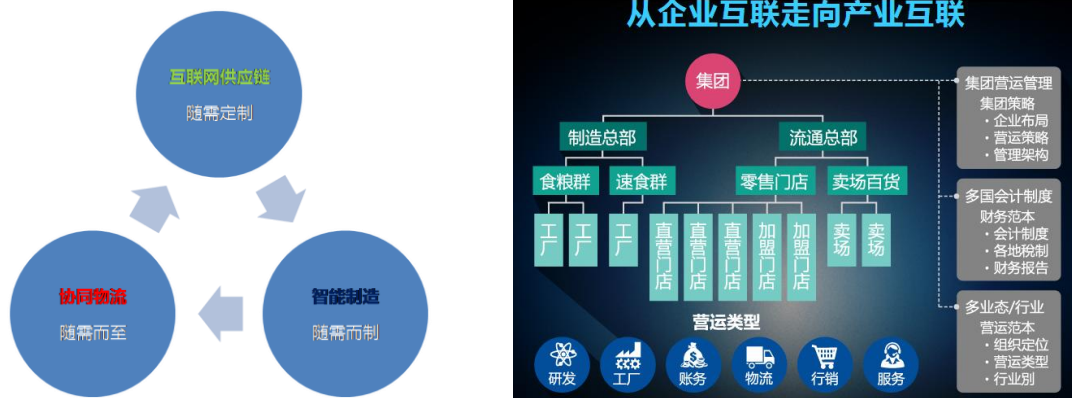 互联网供应链
随需定制
协同物流
随需而至
智能制造
随需而制
从企业互联走向产业互联
集团
制造总部
流通总部
食粮群
速食群
零售门店
卖场百货
工厂
工厂
工厂
直营门店
直营门店
直营门店
加盟门店
加盟门店
卖场
卖场
营运类型
研发
工厂
账务
物流
行销
服务
集团营运管理
集团策略
・企业布局
・营运策略
・管理架构
多国会计制度
财务范本
・会计制度
・各地税制
・财务报告
多业态/行业
营运范本
・组织定位
・营运类型
・行业别